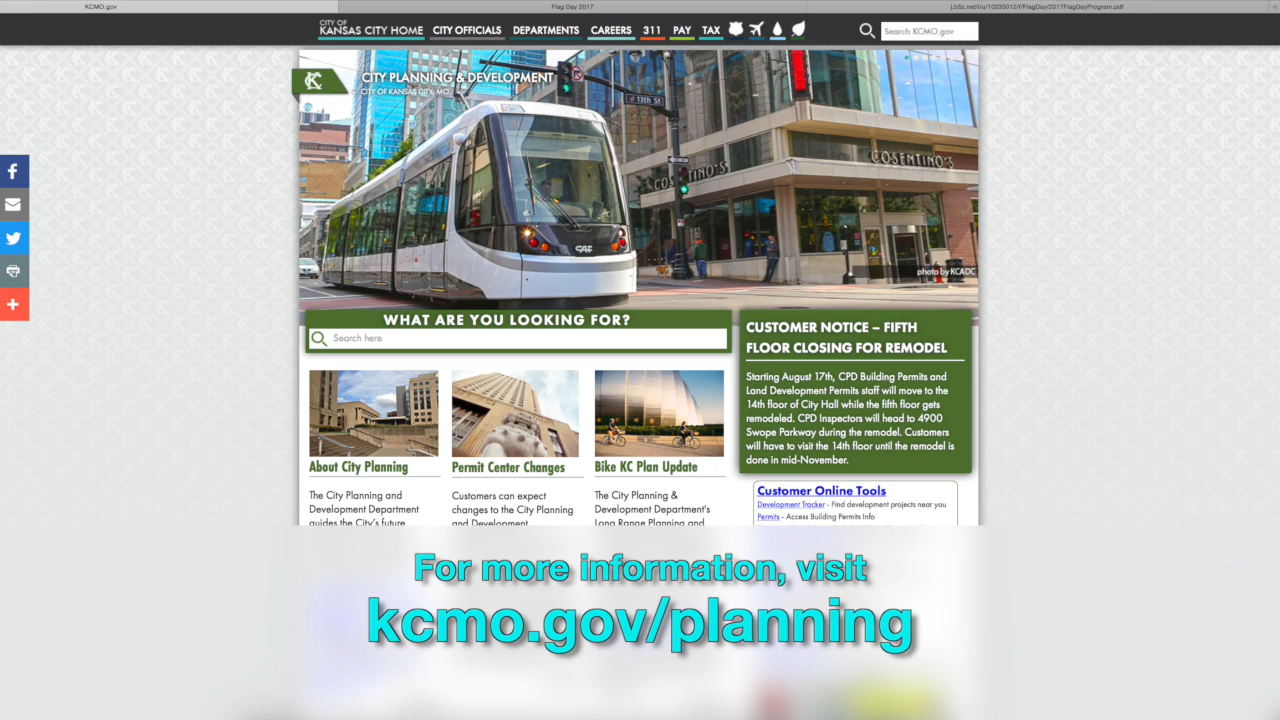 KCMO.gov
Flag Day 2017
j.b5z.net/i/u/10235012/f/FlagDay/2017FlagDayProgram.pdf
CITY OF
KANSAS CITY HOME
CITY OFFICIALS
DEPARTMENTS
CAREERS
311
PAY
TAX
Search KCMO.gov
KC
CITY PLANNING & DEVELOPMENT
CITY OF KANSAS CITY, MO
13th St
COSENTINO'S
COSENTINO'S
CAF
photo by KCADC
WHAT ARE YOU LOOKING FOR?
Search here
CUSTOMER NOTICE – FIFTH
FLOOR CLOSING FOR REMODEL
Starting August 17th, CPD Building Permits and
Land Development Permits staff will move to the
14th floor of City Hall while the fifth floor gets
remodeled. CPD Inspectors will head to 4900
Swope Parkway during the remodel. Customers
will have to visit the 14th floor until the remodel is
done in mid-November.
About City Planning
The City Planning and
Development Department
guides the City's future
Permit Center Changes
Customers can expect
changes to the City Planning
and Development
Bike KC Plan Update
The City Planning &
Development Department's
Long Range Planning and
Customer Online Tools
Development Tracker - Find development projects near you
Permits - Access Building Permits Info
For more information, visit
kcmo.gov/planning